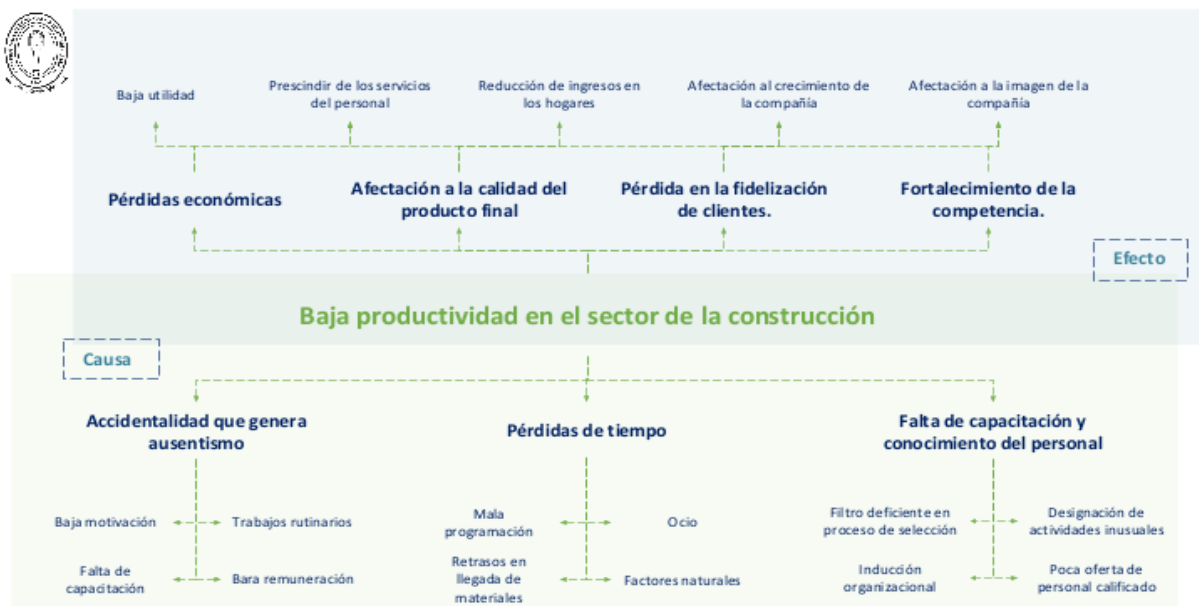 Baja utilidad
Prescindir de los servicios
del personal
Reducción de ingresos en
los hogares
Afectación al crecimiento de
la compañía
Afectación a la imagen de la
compañía
Pérdidas económicas
Afectación a la calidad del
producto final
Pérdida en la fidelización
de clientes.
Fortalecimiento de la
competencia.
Efecto
Baja productividad en el sector de la construcción
Causa
Accidentalidad que genera
ausentismo
Pérdidas de tiempo
Falta de capacitación y
conocimiento del personal
Baja motivación
Trabajos rutinarios
Mala
programación
Ocio
Filtro deficiente en
proceso de selección
Designación de
actividades inusuales
Falta de
capacitación
Bara remuneración
Retrasos en
llegada de
materiales
Factores naturales
Inducción
organizacional
Poca oferta de
personal calificado